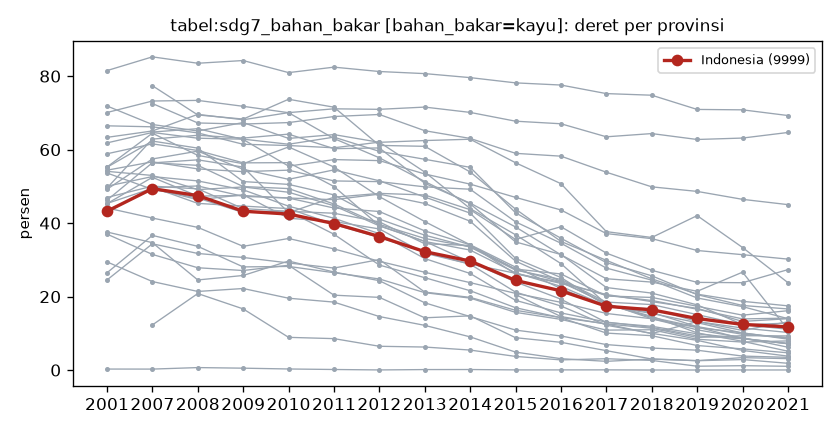 tabel:sdg7_bahan_bakar [bahan_bakar=kayu]: deret per provinsi
Indonesia (9999)
persen
80
60
40
20
0
2001 2007 2008 2009 2010 2011 2012 2013 2014 2015 2016 2017 2018 2019 2020 2021